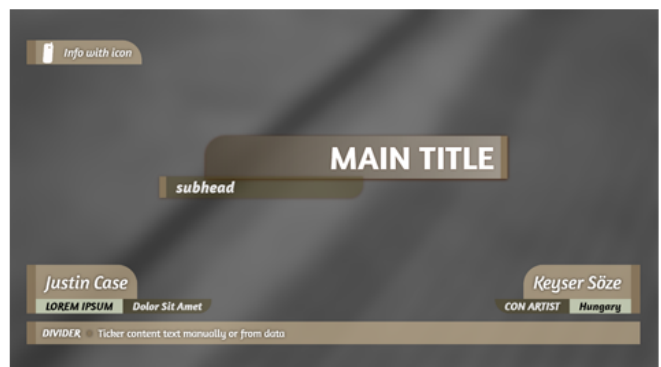 Info with icon
MAIN TITLE
subhead
Justin Case
LOREM IPSUM Dolor Sit Amet
Keyser Söze
CON ARTIST Hungary
DIVIDER Ticker content text manually or from data